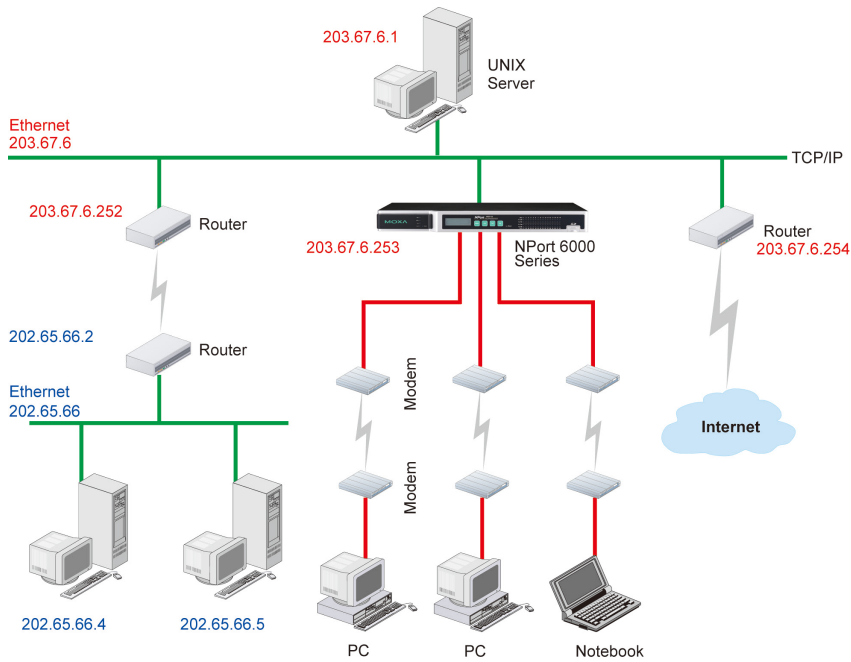 203.67.6.1
UNIX
Server
Ethernet
203.67.6
TCP/IP
203.67.6.252
Router
MOXA
NPort
203.67.6.253
NPort 6000
Series
Router
203.67.6.254
202.65.66.2
Router
Ethernet
202.65.66
Modem
Internet
Modem
202.65.66.4
202.65.66.5
PC
PC
Notebook